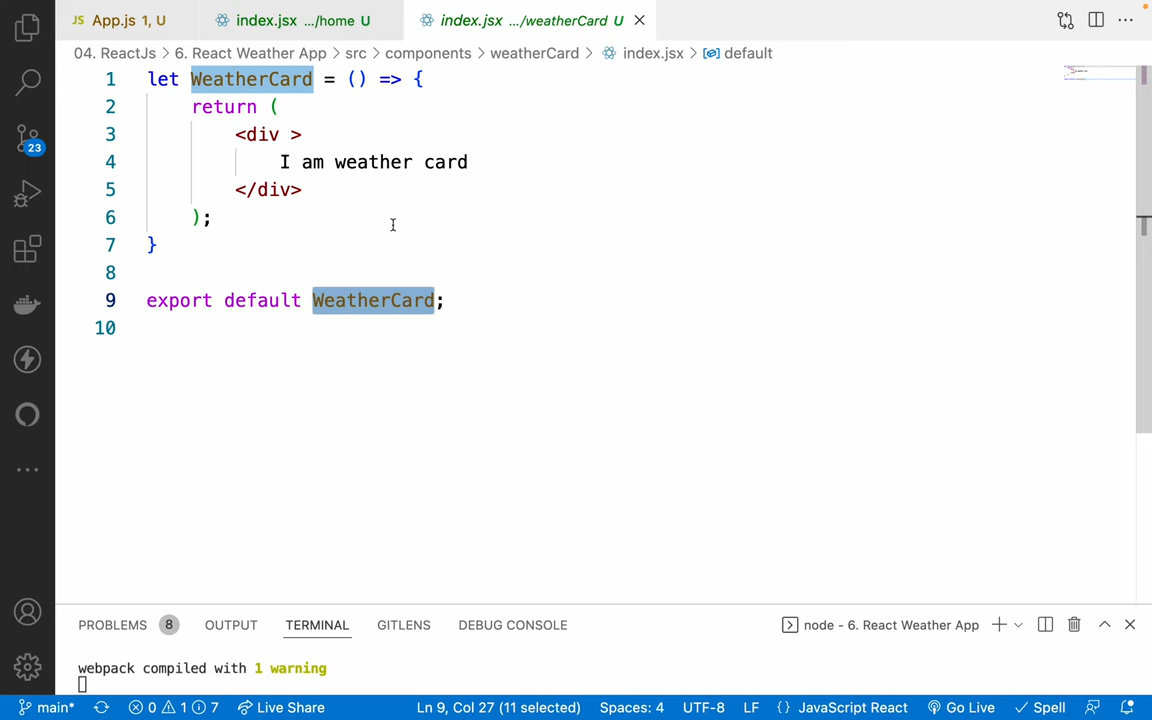 App.js 1, U
index.jsx .../home U
index.jsx .../weatherCard U
04. ReactJs > 6. React Weather App > src > components > weatherCard > index.jsx > default
1 let WeatherCard = () => {
2 return (
3 <div >
4 I am weather card
5 </div>
6 );
7 }
8
9 export default WeatherCard;
10
23
PROBLEMS 8 OUTPUT TERMINAL GITLENS DEBUG CONSOLE node - 6. React Weather App
webpack compiled with 1 warning
main* 0 1 7 Live Share Ln 9, Col 27 (11 selected) Spaces: 4 UTF-8 LF {} JavaScript React Go Live Spell